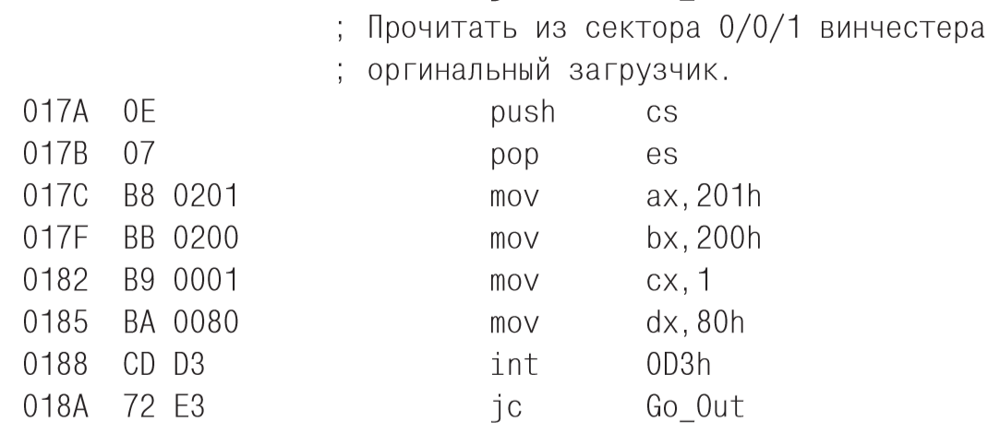 ; Прочитать из сектора 0/0/1 винчестера
; оргинальный загрузчик.
017A 0E push cs
017B 07 pop es
017C B8 0201 mov ax,201h
017F BB 0200 mov bx,200h
0182 B9 0001 mov cx,1
0185 BA 0080 mov dx,80h
0188 CD D3 int 0D3h
018A 72 E3 jc Go_Out